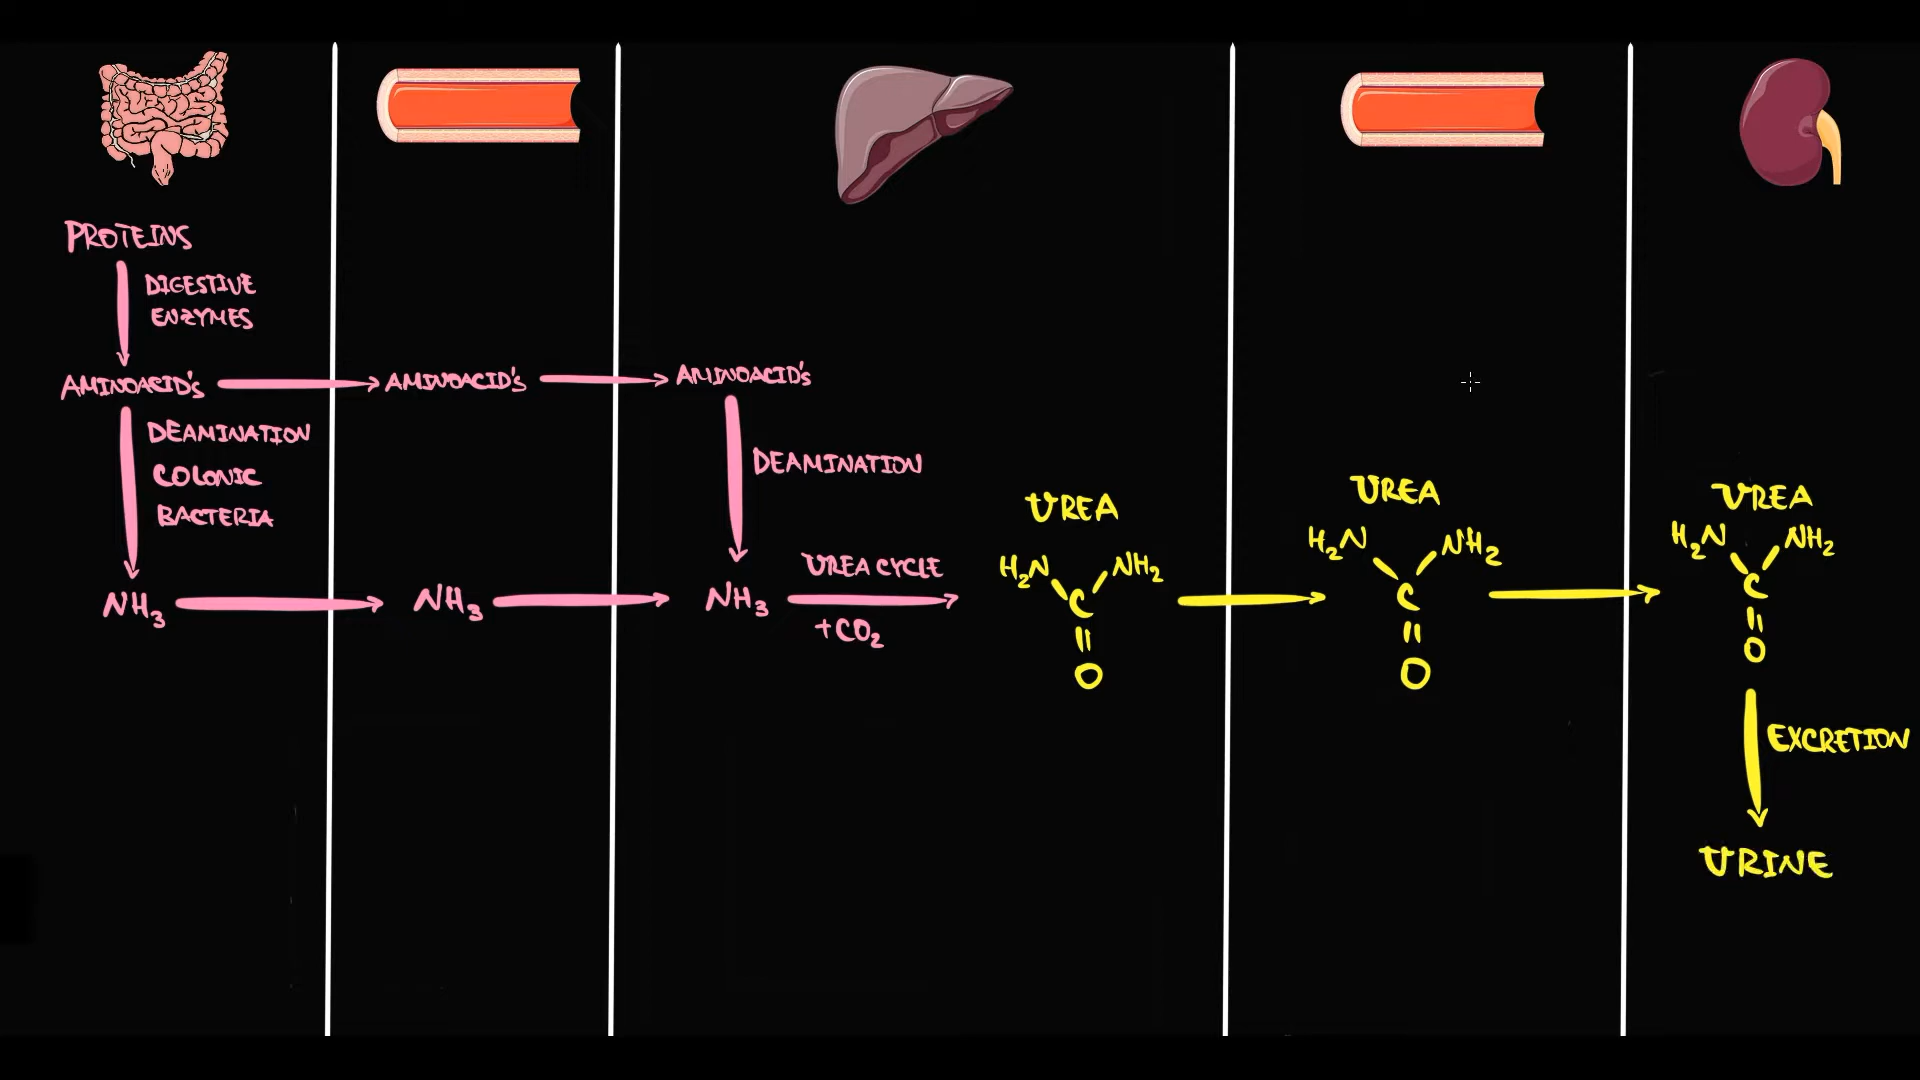 PROTEINS
DIGESTIVE
ENZYMES
AMINOACID'S
DEAMINATION
COLONIC
BACTERIA
NH3
AMINOACID'S
NH3
AMINOACID'S
DEAMINATION
NH3
UREA CYCLE
+CO2
UREA
H2N NH2
C
O
UREA
H2N NH2
C
O
UREA
H2N NH2
C
O
EXCRETION
URINE